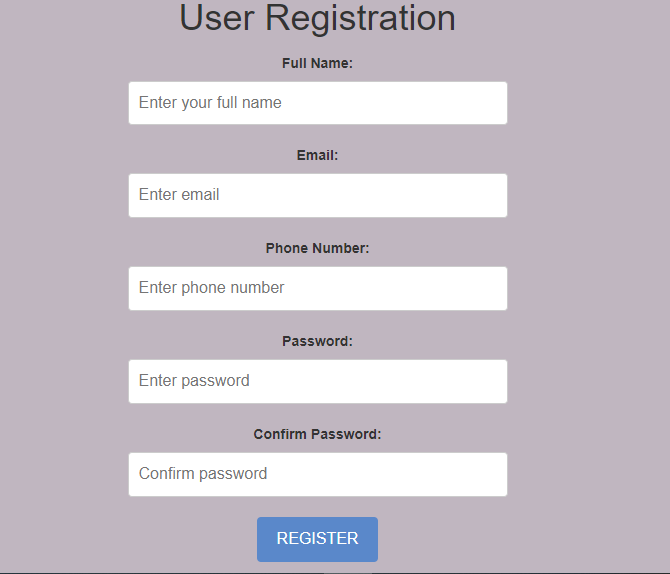 User Registration
Full Name:
Enter your full name
Email:
Enter email
Phone Number:
Enter phone number
Password:
Enter password
Confirm Password:
Confirm password
REGISTER